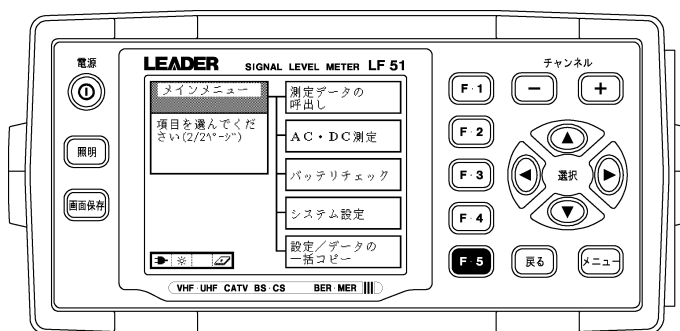 電源
LEADER SIGNAL LEVEL METER LF 51
チャンネル
メインメニュー
項目を選んでくだ
さい(2/2ﾍﾟｰｼﾞ)
測定データの
呼出し
AC・DC測定
バッテリチェック
システム設定
設定／データの
一括コピー
照明
画面保存
F・1
F・2
F・3
F・4
F・5
− +
選択
戻る
メニュー
VHF・UHF CATV BS・CS BER・MER